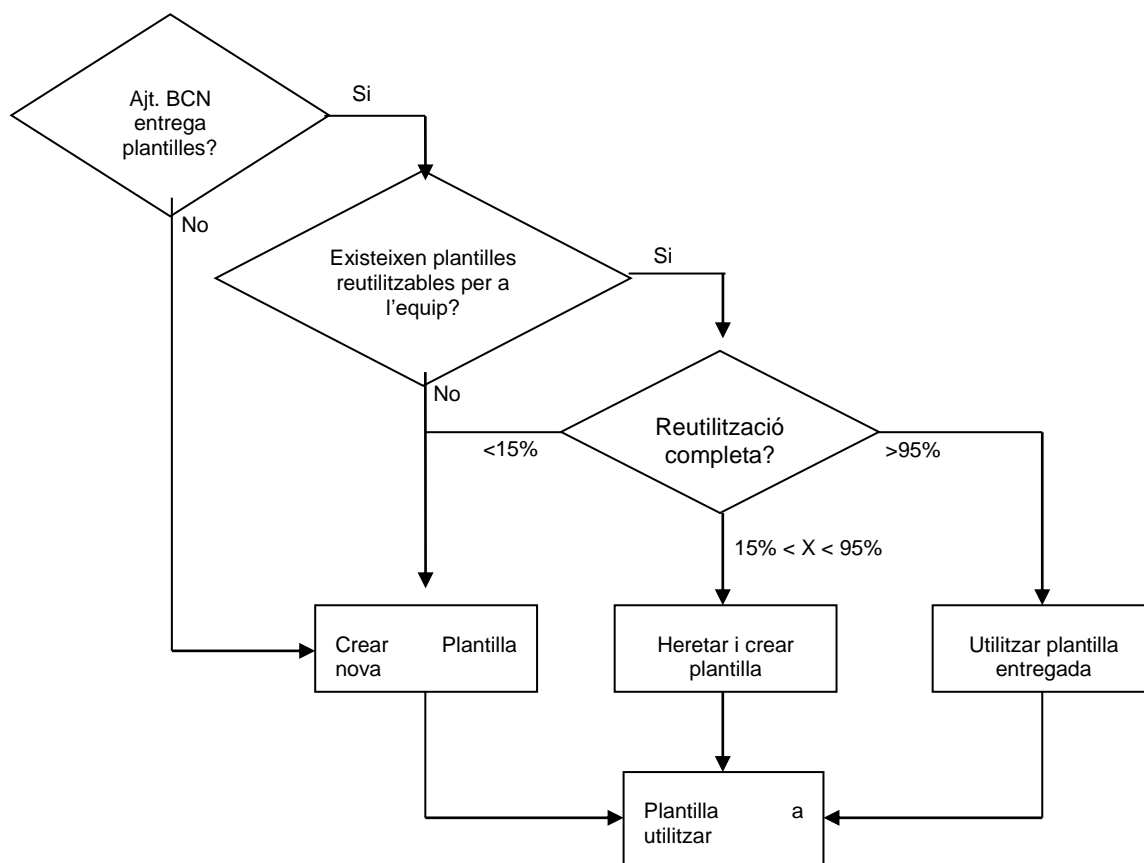 Ajt. BCN
entrega
plantilles?
Si
No
Existeixen plantilles
reutilitzables per a
l'equip?
Si
No
Reutilització
completa?
<15%
>95%
15% < X < 95%
Crear Plantilla
nova
Heretar i crear
plantilla
Utilitzar plantilla
entregada
Plantilla a
utilitzar